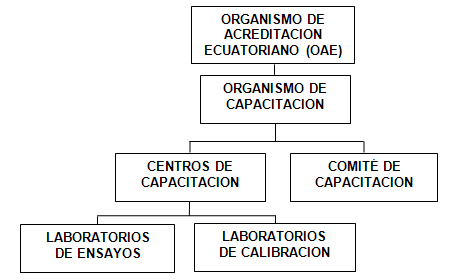 ORGANISMO DE
ACREDITACION
ECUATORIANO (OAE)
ORGANISMO DE
CAPACITACION
CENTROS DE
CAPACITACION
COMITÉ DE
CAPACITACION
LABORATORIOS
DE ENSAYOS
LABORATORIOS
DE CALIBRACION